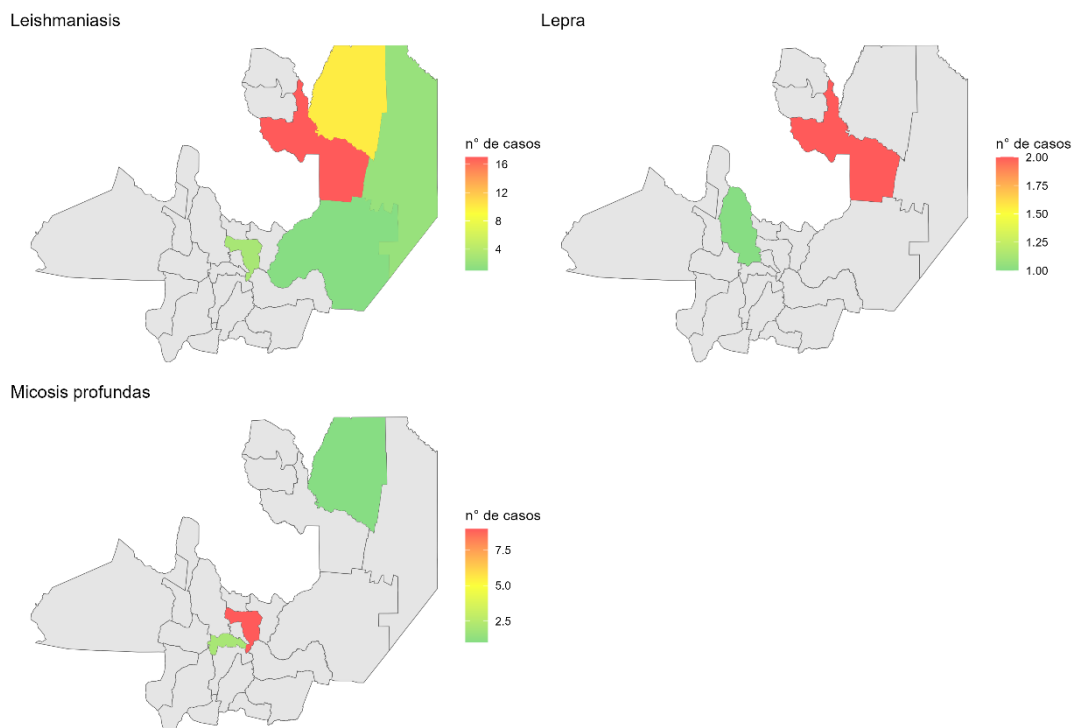 Leishmaniasis
n° de casos
16
12
8
4
Lepra
n° de casos
2.00
1.75
1.50
1.25
1.00
Micosis profundas
n° de casos
7.5
5.0
2.5